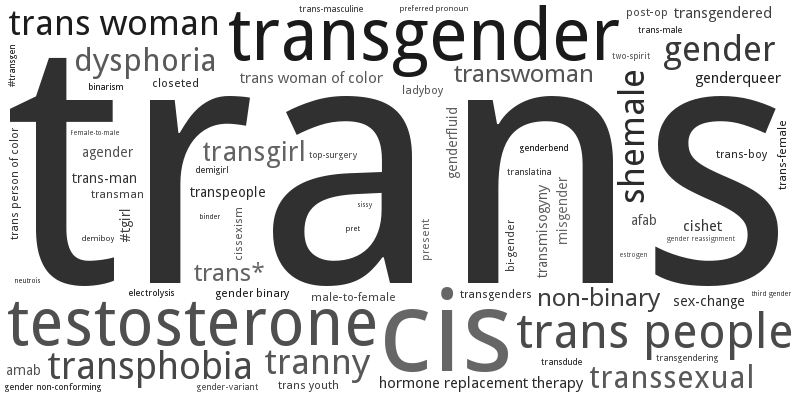 trans-masculine
preferred pronoun
trans woman
transgender
post-op
transgendered
trans-male
#transgen
dysphoria
two-spirit
gender
closeted
trans woman of color
transwoman
genderqueer
binarism
ladyboy
trans
shemale
female-to-male
genderfluid
trans-female
trans person of color
agender
transgirl
top-surgery
genderbend
trans-boy
demigirl
trans-man
translatina
transman
transpeople
misgender
transmisogyny
#tgirl
binder
cissexism
sissy
afab
cishet
demiboy
pret
present
bi-gender
gender reassignment
estrogen
trans*
neutrois
electrolysis
gender binary
male-to-female
cis
transgenders
non-binary
sex-change
third gender
testosterone
trans people
amab
transphobia
tranny
transdude
transgendering
transsexual
gender non-conforming
gender-variant
trans youth
hormone replacement therapy